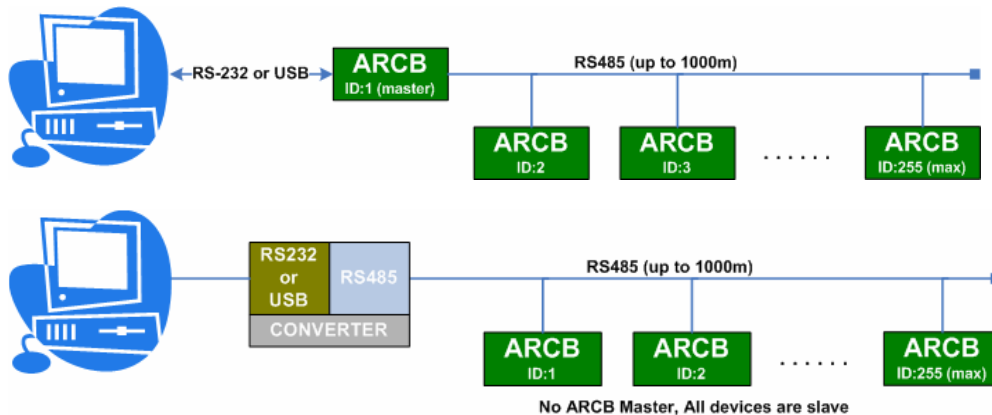 RS-232 or USB
ARCB
ID:1 (master)
RS485 (up to 1000m)
ARCB
ID:2
ARCB
ID:3
. . . . . .
ARCB
ID:255 (max)
RS232
or
USB
RS485
CONVERTER
RS485 (up to 1000m)
ARCB
ID:1
ARCB
ID:2
. . . . . .
ARCB
ID:255 (max)
No ARCB Master, All devices are slave